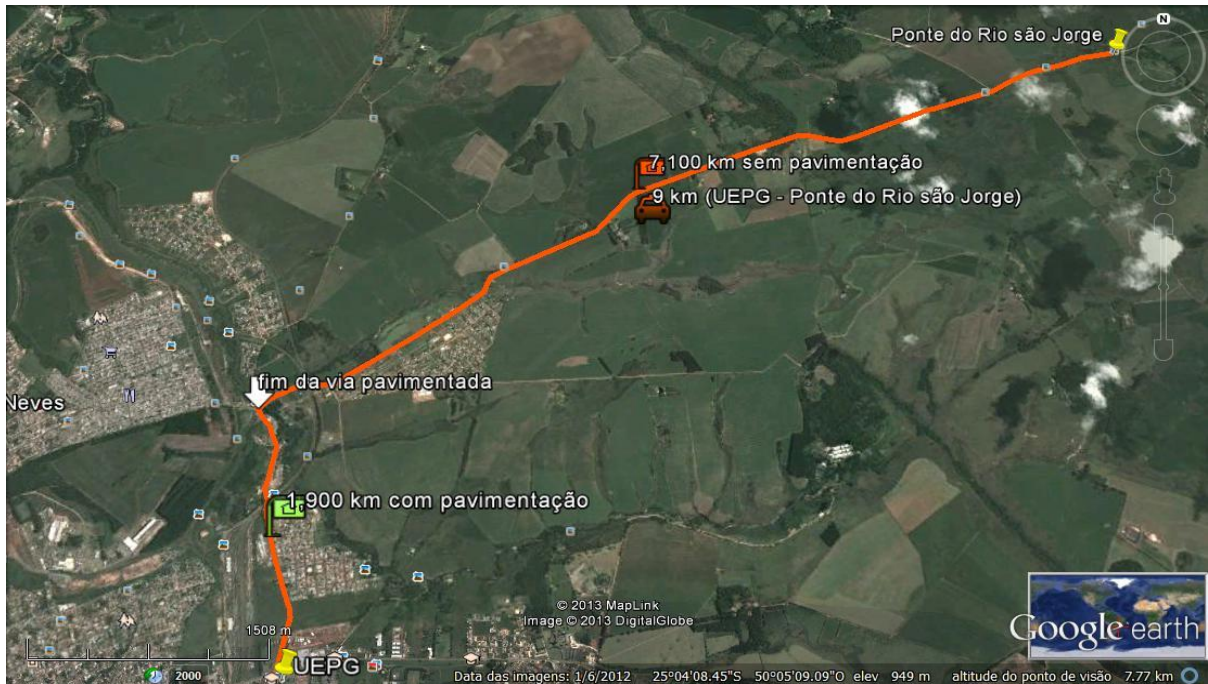 Ponte do Rio são Jorge
7,100 km sem pavimentação
9 km (UEPG - Ponte do Rio são Jorge)
fim da via pavimentada
Neves
1,900 km com pavimentação
1508 m
UEPG
© 2013 MapLink
Image © 2013 DigitalGlobe
Google earth
2000
Data das imagens: 1/6/2012 25°04'08.45"S 50°05'09.09"O elev 949 m altitude do ponto de visão 7.77 km
N